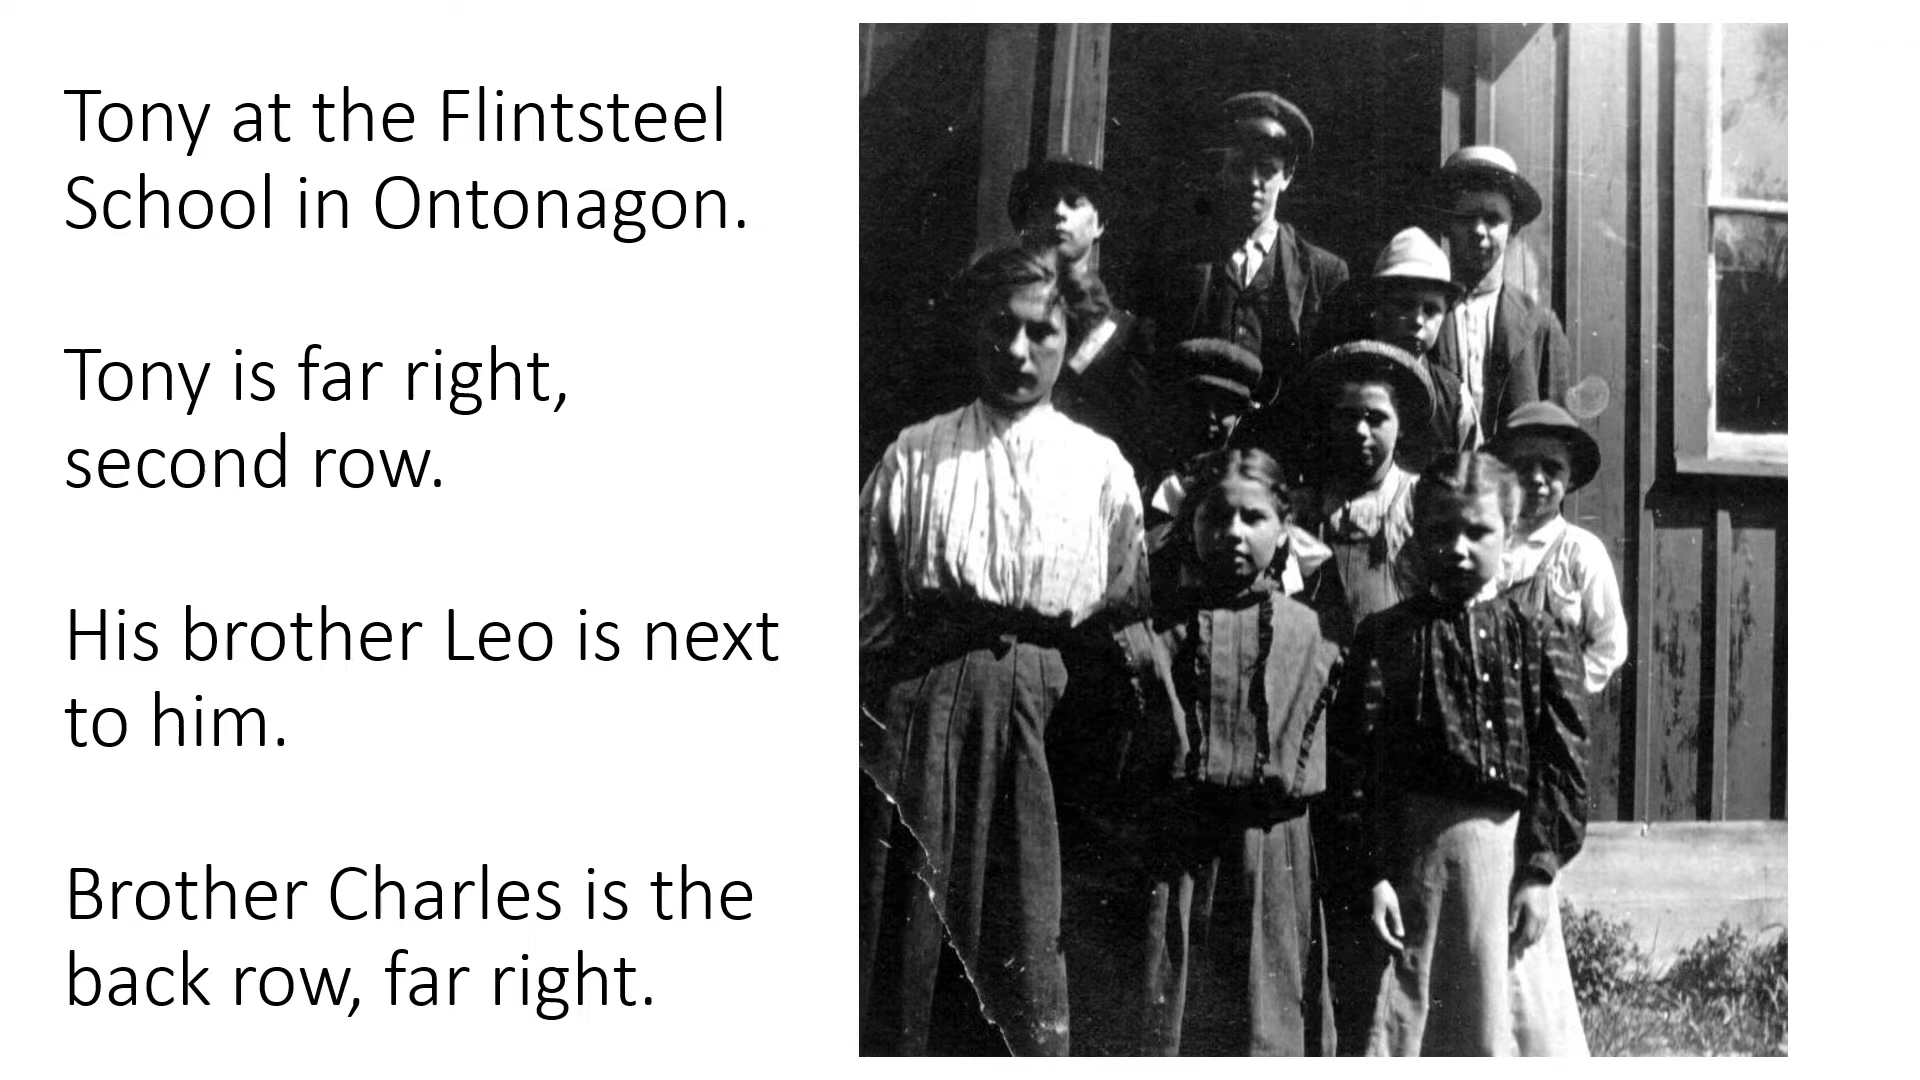 Tony at the Flintsteel
School in Ontonagon.
Tony is far right,
second row.
His brother Leo is next
to him.
Brother Charles is the
back row, far right.